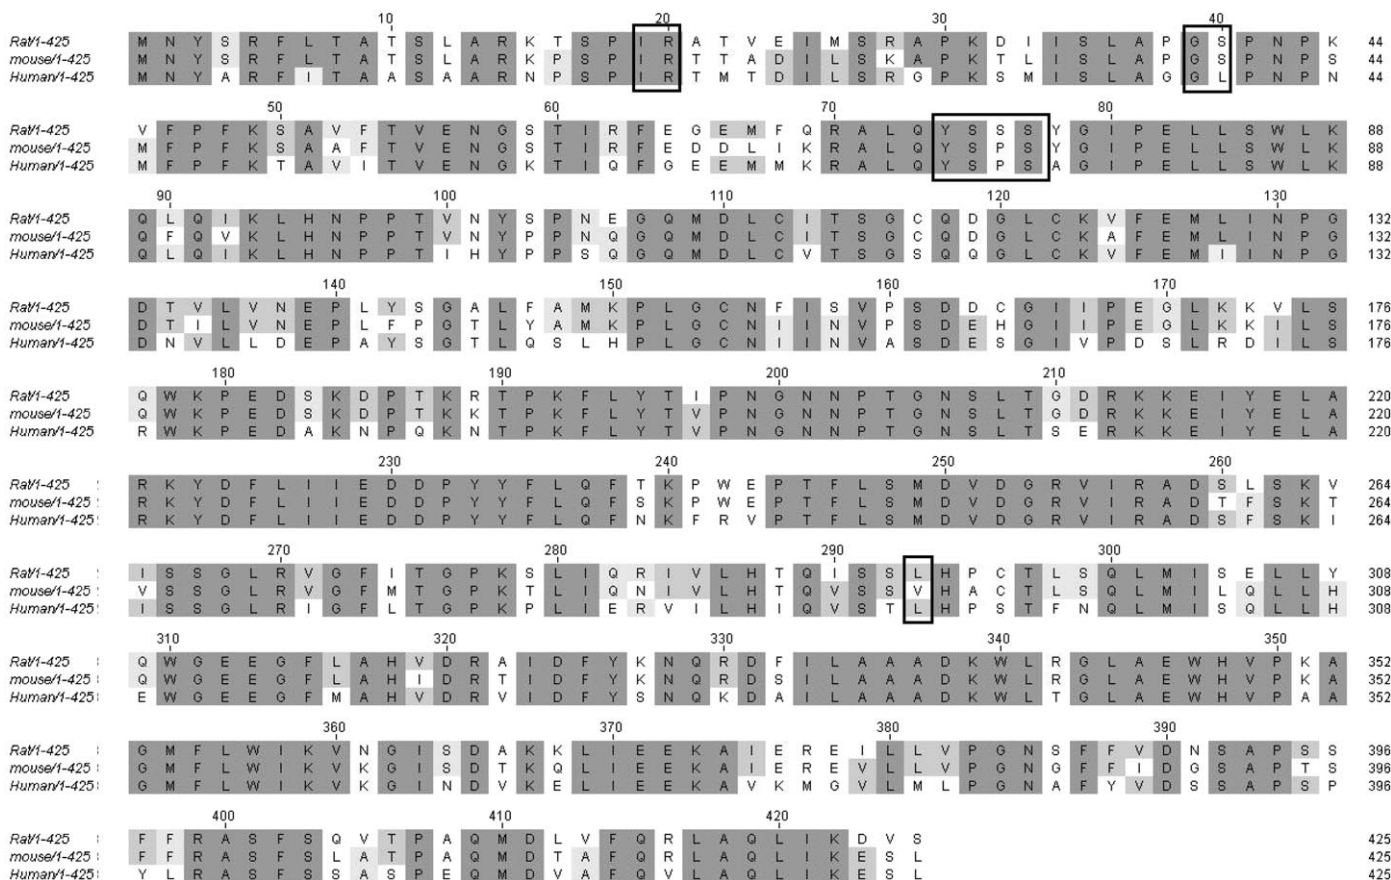 10 20 30 40
Rat/1-425 M N Y S R F L T A T S L A R K T S P I R A T V E I M S R A P K D I I S L A P G S P N P K 44
mouse/1-425 M N Y S R F L T A T S L A R K P S P I R T T A D I L S K A P K T L I S L A P G S P N P S 44
Human/1-425 M N Y A R F I T A A S A A R N P S P I R T M T D I L S R G P K S M I S L A G G L P N P N 44
50 60 70 80
Rat/1-425 V F P F K S A V F T V E N G S T I R F E G E M F Q R A L Q Y S S S Y G I P E L L S W L K 88
mouse/1-425 M F P F K S A A F T V E N G S T I R F E D D L I K R A L Q Y S P S Y G I P E L L S W L K 88
Human/1-425 M F P F K T A V I T V E N G K T I Q F G E E M M K R A L Q Y S P S A G I P E L L S W L K 88
90 100 110 120 130
Rat/1-425 Q L Q I K L H N P P T V N Y S P N E G Q M D L C I T S G C Q D G L C K V F E M L I N P G 132
mouse/1-425 Q F Q V K L H N P P T V N Y P P N Q G Q M D L C I T S G C Q D G L C K A F E M L I N P G 132
Human/1-425 Q L Q I K L H N P P T I H Y P P S Q G Q M D L C V T S G S Q Q G L C K V F E M I I N P G 132
140 150 160 170
Rat/1-425 D T V L V N E P L Y S G A L F A M K P L G C N F I S V P S D D C G I I P E G L K K V L S 176
mouse/1-425 D T I L V N E P L F P G T L Y A M K P L G C N I I N V P S D E H G I I P E G L K K I L S 176
Human/1-425 D N V L L D E P A Y S G T L Q S L H P L G C N I I N V A S D E S G I V P D S L R D I L S 176
180 190 200 210
Rat/1-425 Q W K P E D S K D P T K R T P K F L Y T I P N G N N P T G N S L T G D R K K E I Y E L A 220
mouse/1-425 Q W K P E D S K D P T K K T P K F L Y T V P N G N N P T G N S L T G D R K K E I Y E L A 220
Human/1-425 R W K P E D A K N P Q K N T P K F L Y T V P N G N N P T G N S L T S E R K K E I Y E L A 220
230 240 250 260
Rat/1-425 R K Y D F L I I E D D P Y Y F L Q F T K P W E P T F L S M D V D G R V I R A D S L S K V 264
mouse/1-425 R K Y D F L I I E D D P Y Y F L Q F S K P W E P T F L S M D V D G R V I R A D T F S K T 264
Human/1-425 R K Y D F L I I E D D P Y Y F L Q F N K F R V P T F L S M D V D G R V I R A D S F S K I 264
270 280 290 300
Rat/1-425 I S S G L R V G F I T G P K S L I Q R I V L H T Q I S S L H P C T L S Q L M I S E L L Y 308
mouse/1-425 V S S G L R V G F M T G P K T L I Q N I V L H T Q V S S V H A C T L S Q L M I L Q L L H 308
Human/1-425 I S S G L R I G F L T G P K P L I E R V I L H I Q V S T L H P S T F N Q L M I S Q L L H 308
310 320 330 340 350
Rat/1-425 Q W G E E G F L A H V D R A I D F Y K N Q R D F I L A A A D K W L R G L A E W H V P K A 352
mouse/1-425 Q W G E E G F L A H I D R T I D F Y K N Q R D S I L A A A D K W L R G L A E W H V P K A 352
Human/1-425 E W G E E G F M A H V D R V I D F Y S N Q K D A I L A A A D K W L T G L A E W H V P A A 352
360 370 380 390
Rat/1-425 G M F L W I K V N G I S D A K K L I E E K A I E R E I L L V P G N S F F V D N S A P S S 396
mouse/1-425 G M F L W I K V K G I S D T K Q L I E E K A I E R E V L L V P G N G F F I D G S A P T S 396
Human/1-425 G M F L W I K V K G I N D V K E L I E E K A V K M G V L M L P G N A F Y V D S S A P S P 396
400 410 420
Rat/1-425 F F R A S F S Q V T P A Q M D L V F Q R L A Q L I K D V S 425
mouse/1-425 F F R A S F S L A T P A Q M D T A F Q R L A Q L I K E S L 425
Human/1-425 Y L R A S F S S A S P E Q M D V A F Q V L A Q L I K E S L 425